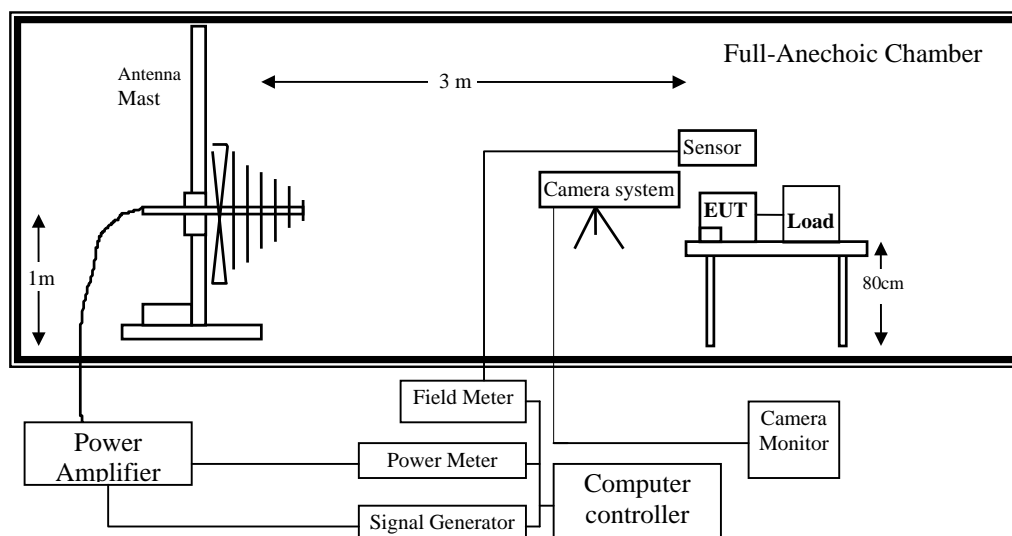 Full-Anechoic Chamber
Antenna
Mast
3 m
Sensor
Camera system
EUT
Load
1m
80cm
Field Meter
Camera
Monitor
Power
Amplifier
Power Meter
Computer
controller
Signal Generator